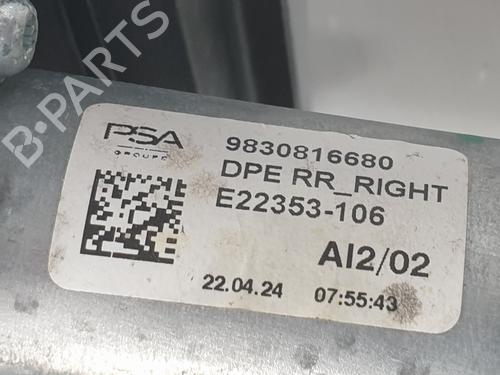 B-PARTS
PSA
GROUPE
9830816680
DPE RR_RIGHT
E22353-106
AI2/02
22.04.24 07:55:43